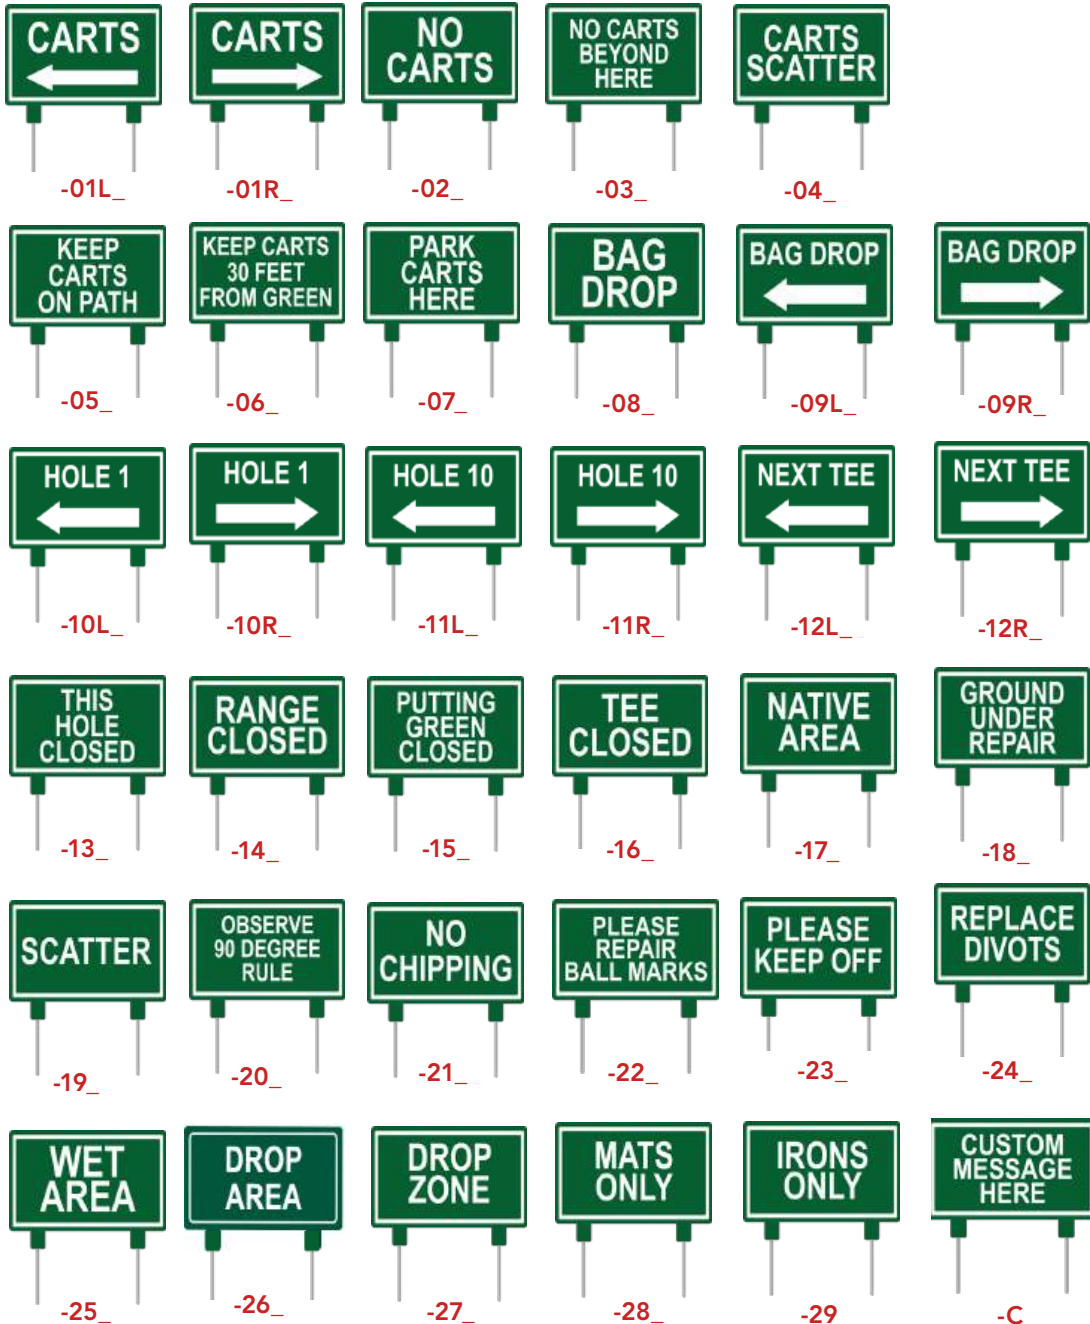 CARTS
-01L_
CARTS
-01R_
NO
CARTS
-02_
NO CARTS
BEYOND
HERE
-03_
CARTS
SCATTER
-04_
KEEP
CARTS
ON PATH
-05_
KEEP CARTS
30 FEET
FROM GREEN
-06_
PARK
CARTS
HERE
-07_
BAG
DROP
-08_
BAG DROP
-09L_
BAG DROP
-09R_
HOLE 1
-10L_
HOLE 1
-10R_
HOLE 10
-11L_
HOLE 10
-11R_
NEXT TEE
-12L_
NEXT TEE
-12R_
THIS
HOLE
CLOSED
-13_
RANGE
CLOSED
-14_
PUTTING
GREEN
CLOSED
-15_
TEE
CLOSED
-16_
NATIVE
AREA
-17_
GROUND
UNDER
REPAIR
-18_
SCATTER
-19_
OBSERVE
90 DEGREE
RULE
-20_
NO
CHIPPING
-21_
PLEASE
REPAIR
BALL MARKS
-22_
PLEASE
KEEP OFF
-23_
REPLACE
DIVOTS
-24_
WET
AREA
-25_
DROP
AREA
-26_
DROP
ZONE
-27_
MATS
ONLY
-28_
IRONS
ONLY
-29
CUSTOM
MESSAGE
HERE
-C